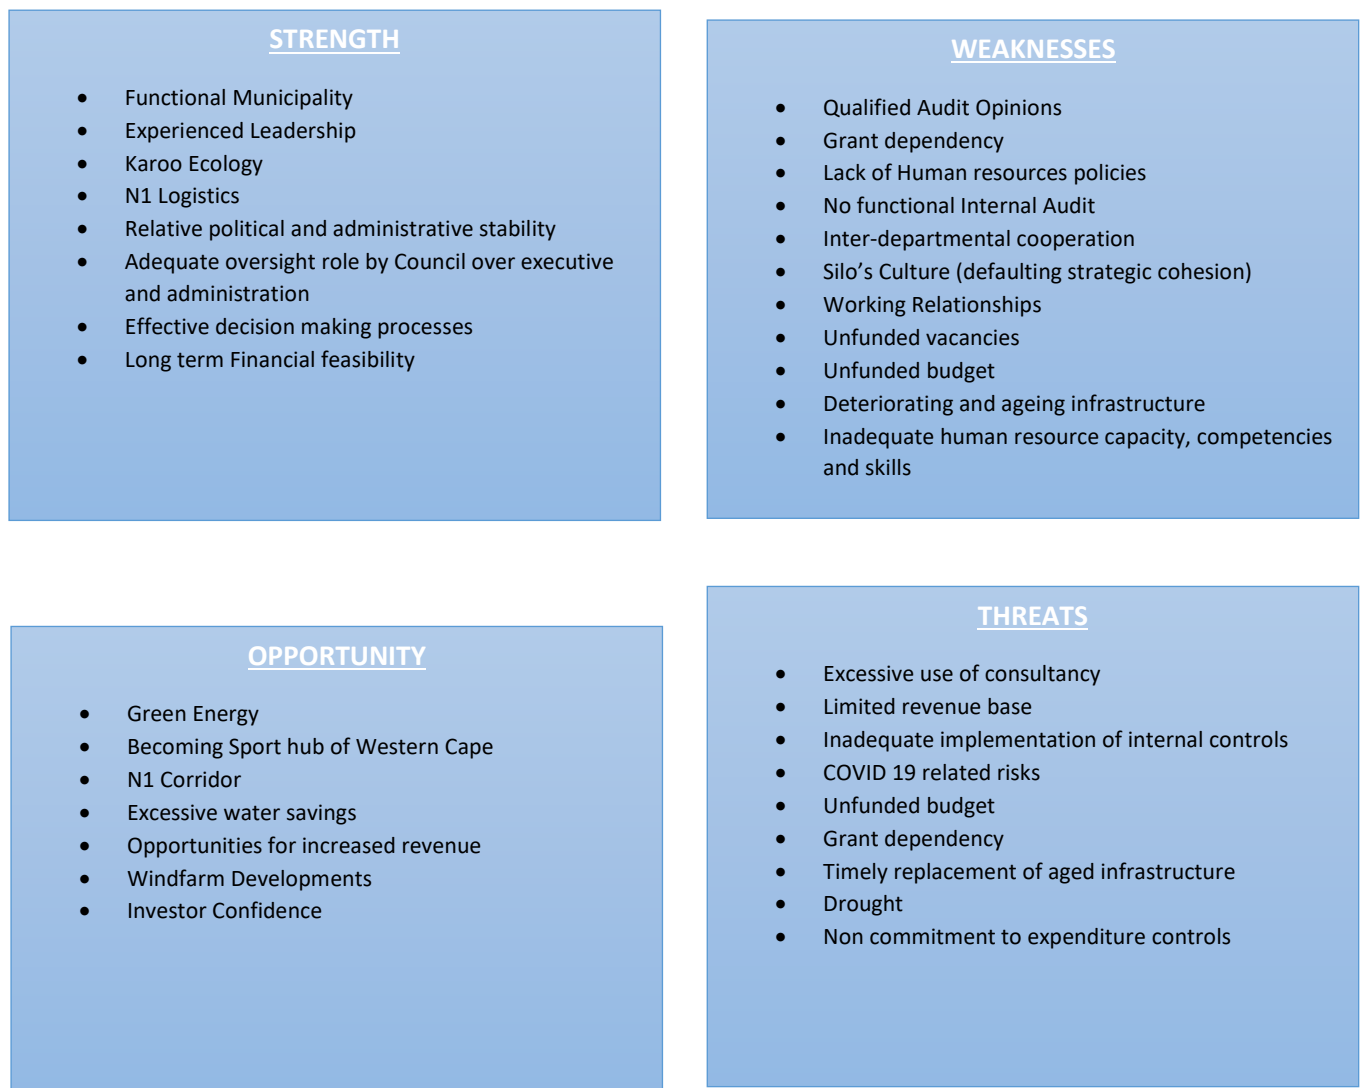 STRENGTH
• Functional Municipality
• Experienced Leadership
• Karoo Ecology
• N1 Logistics
• Relative political and administrative stability
• Adequate oversight role by Council over executive
and administration
• Effective decision making processes
• Long term Financial feasibility
WEAKNESSES
• Qualified Audit Opinions
• Grant dependency
• Lack of Human resources policies
• No functional Internal Audit
• Inter-departmental cooperation
• Silo’s Culture (defaulting strategic cohesion)
• Working Relationships
• Unfunded vacancies
• Unfunded budget
• Deteriorating and ageing infrastructure
• Inadequate human resource capacity, competencies
and skills
OPPORTUNITY
• Green Energy
• Becoming Sport hub of Western Cape
• N1 Corridor
• Excessive water savings
• Opportunities for increased revenue
• Windfarm Developments
• Investor Confidence
THREATS
• Excessive use of consultancy
• Limited revenue base
• Inadequate implementation of internal controls
• COVID 19 related risks
• Unfunded budget
• Grant dependency
• Timely replacement of aged infrastructure
• Drought
• Non commitment to expenditure controls